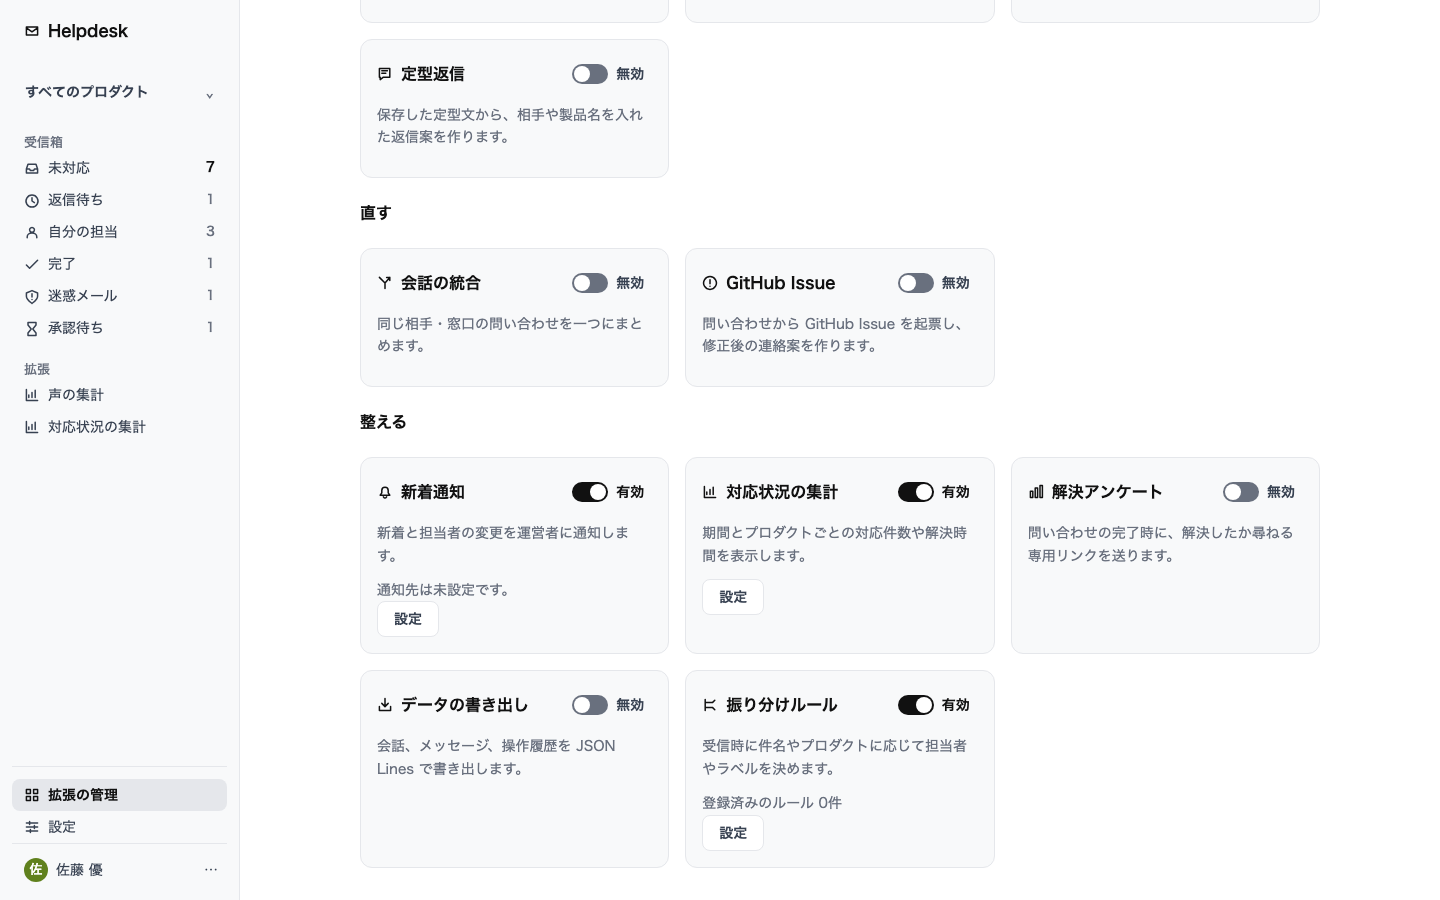 Helpdesk
すべてのプロダクト
受信箱
未対応 7
返信待ち 1
自分の担当 3
完了 1
迷惑メール 1
承認待ち 1
拡張
声の集計
対応状況の集計
拡張の管理
設定
佐 佐藤 優 …
定型返信 無効
保存した定型文から、相手や製品名を入れ
た返信案を作ります。
直す
会話の統合 無効
同じ相手・窓口の問い合わせを一つにまと
めます。
GitHub Issue 無効
問い合わせから GitHub Issue を起票し、
修正後の連絡案を作ります。
整える
新着通知 有効
新着と担当者の変更を運営者に通知しま
す。
通知先は未設定です。
設定
対応状況の集計 有効
期間とプロダクトごとの対応件数や解決時
間を表示します。
設定
解決アンケート 無効
問い合わせの完了時に、解決したか尋ねる
専用リンクを送ります。
データの書き出し 無効
会話、メッセージ、操作履歴を JSON
Lines で書き出します。
振り分けルール 有効
受信時に件名やプロダクトに応じて担当者
やラベルを決めます。
登録済みのルール 0件
設定